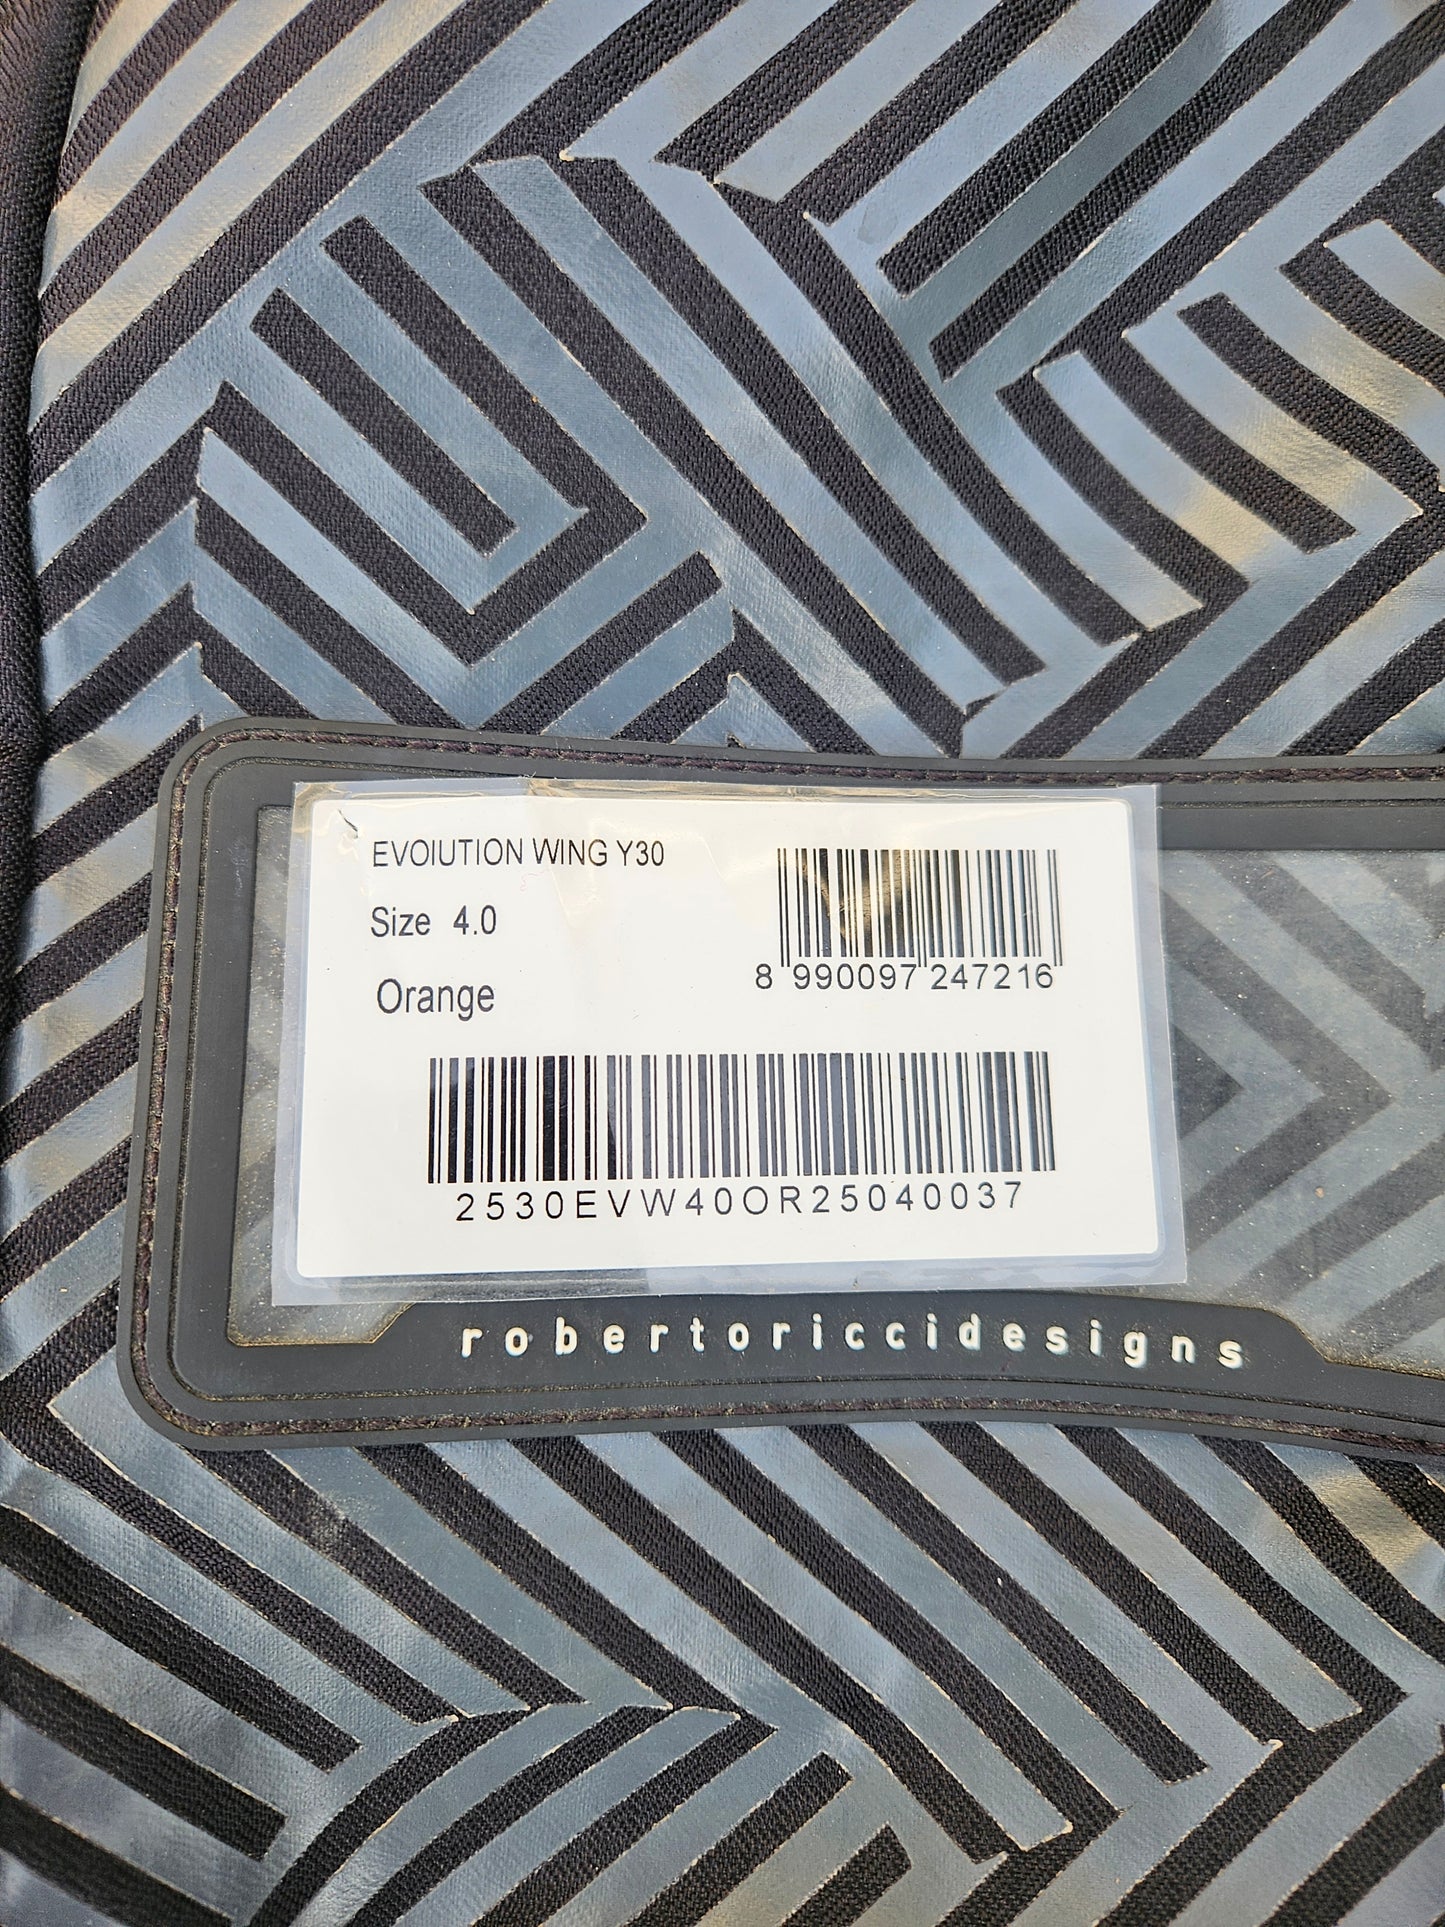 EVOIUTION WING Y30
Size 4.0
Orange
8 990097 247216
2530EVW40OR25040037
robertoriccidesigns